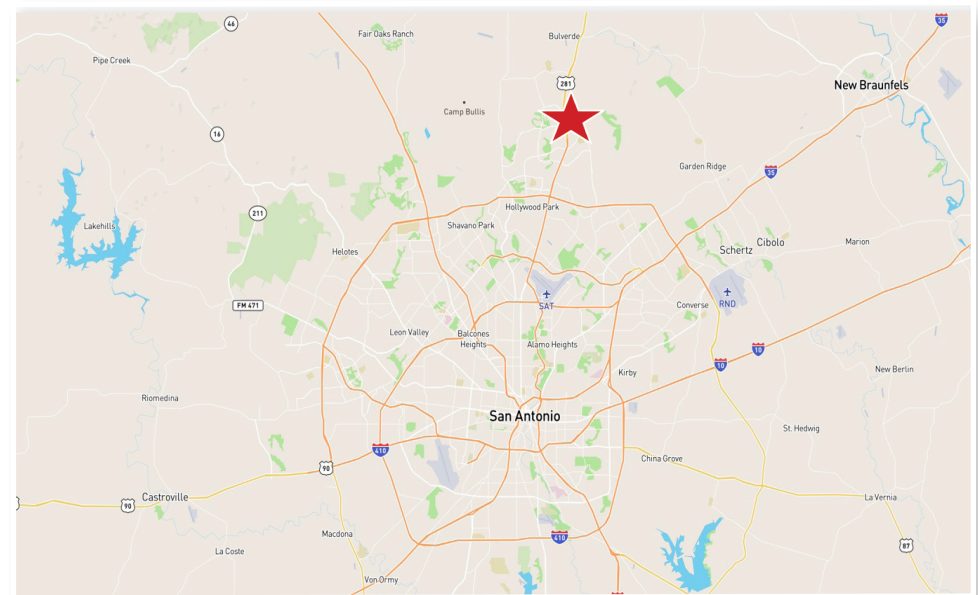 35
46
Fair Oaks Ranch
Bulverde
Pipe Creek
281
New Braunfels
Camp Bullis
16
Garden Ridge
35
Hollywood Park
211
Shavano Park
Lakehills
Cibolo
Marion
Schertz
Helotes
SAT
RND
FM 471
Converse
Leon Valley
Balcones
Heights
Alamo Heights
10
10
Kirby
New Berlin
Riomedina
San Antonio
St. Hedwig
410
China Grove
90
Castroville
La Vernia
90
Macdona
410
87
La Coste
Von Ormy